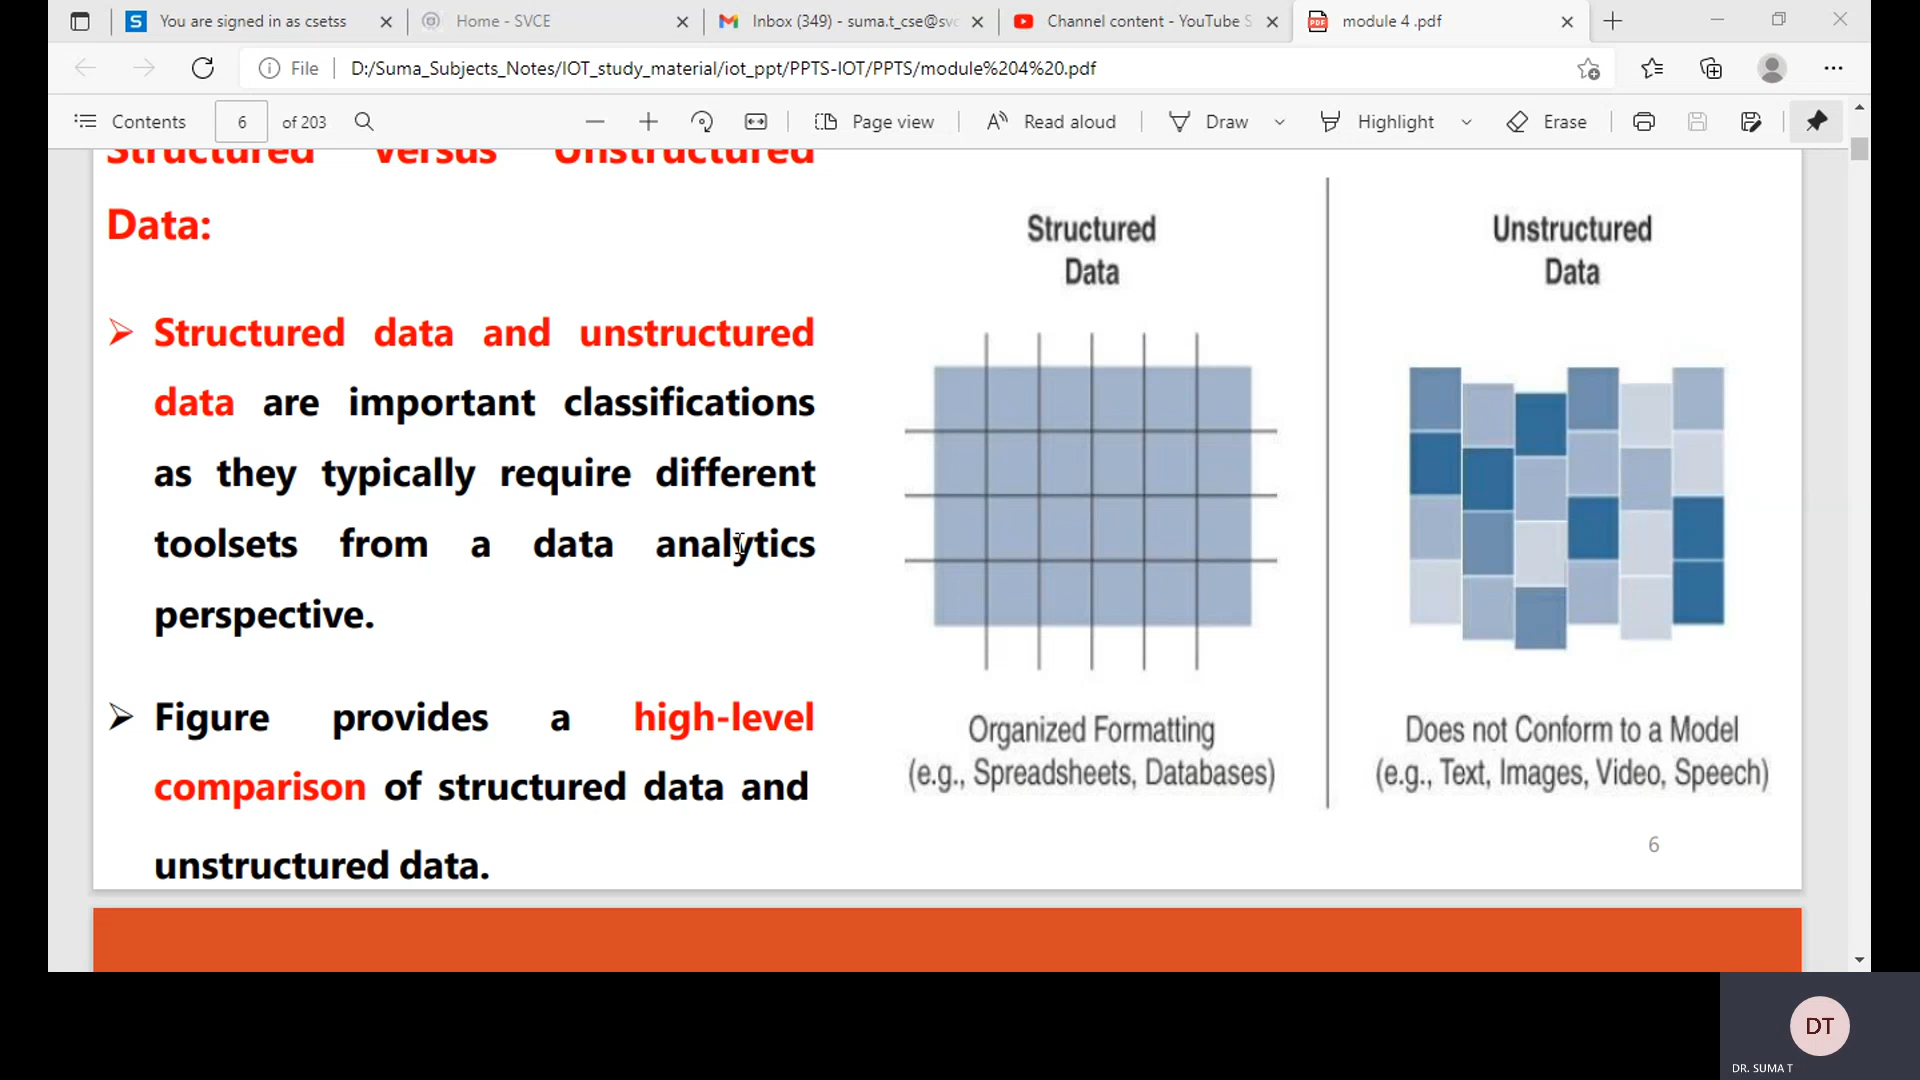 You are signed in as csetss
Home - SVCE
Inbox (349) - suma.t_cse@svc
Channel content - YouTube S
module 4 .pdf
File
D:/Suma_Subjects_Notes/IOT_study_material/iot_ppt/PPTS-IOT/PPTS/module%204%20.pdf
Contents
6
of 203
Page view
Read aloud
Draw
Highlight
Erase
Structured Versus Unstructured
Data:
Structured data and unstructured
data are important classifications
as they typically require different
toolsets from a data analytics
perspective.
Figure provides a high-level
comparison of structured data and
unstructured data.
Structured
Data
Organized Formatting
(e.g., Spreadsheets, Databases)
Unstructured
Data
Does not Conform to a Model
(e.g., Text, Images, Video, Speech)
6
DT
DR. SUMA T